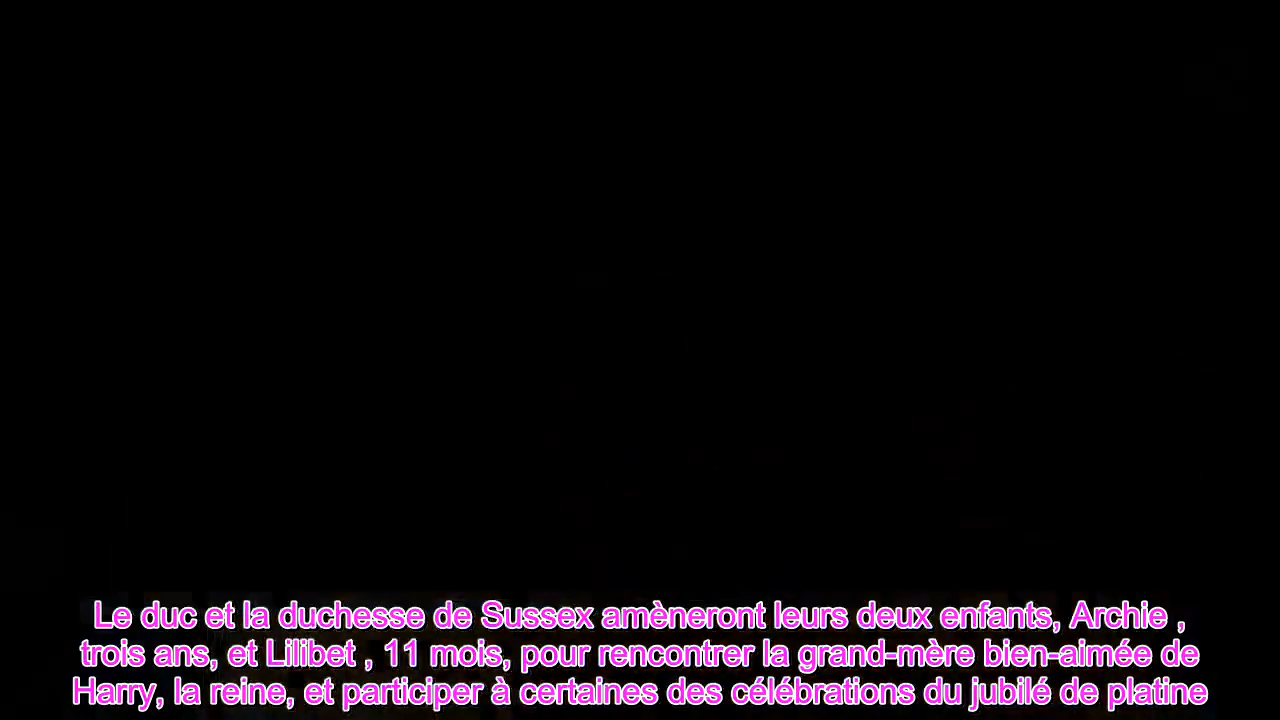 Le duc et la duchesse de Sussex amèneront leurs deux enfants, Archie ,
trois ans, et Lilibet , 11 mois, pour rencontrer la grand-mère bien-aimée de
Harry, la reine, et participer à certaines des célébrations du jubilé de platine